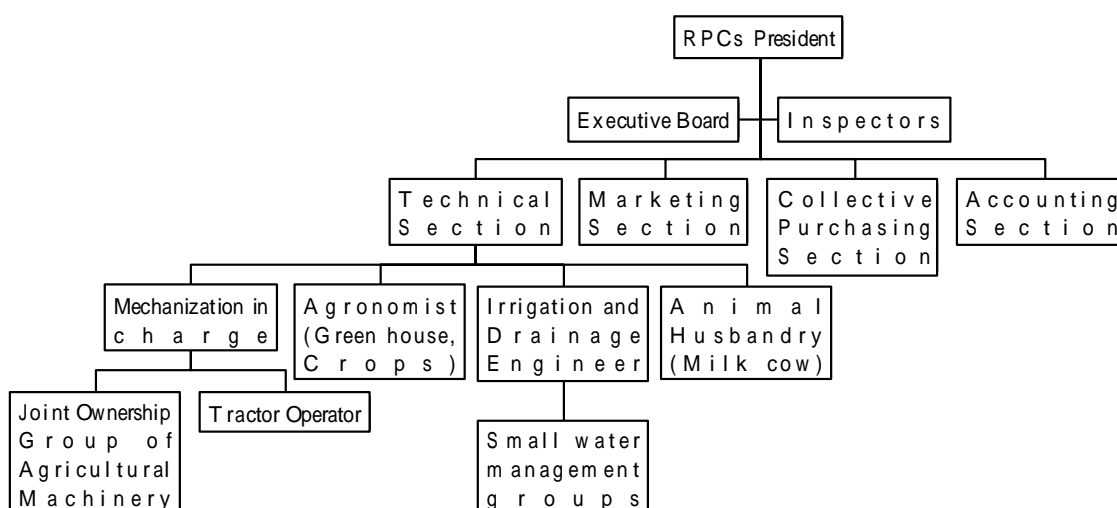 RPCs President
Executive Board
Inspectors
Technical
Section
Marketing
Section
Collective
Purchasing
Section
Accounting
Section
Mechanization in
charge
Agronomist
(Green house,
Crops)
Irrigation and
Drainage
Engineer
Animal
Husbandry
(Milk cow)
Joint Ownership
Group of
Agricultural
Machinery
Tractor Operator
Small water
management
groups